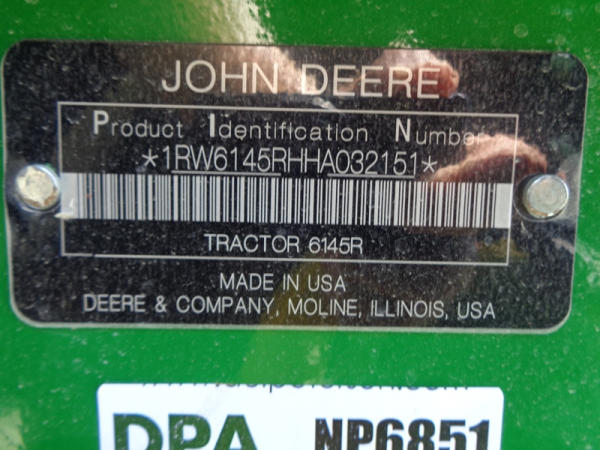 JOHN DEERE
Product Identification Number
*1RW6145RHHA032151*
TRACTOR 6145R
MADE IN USA
DEERE & COMPANY, MOLINE, ILLINOIS, USA
DPA NP6851